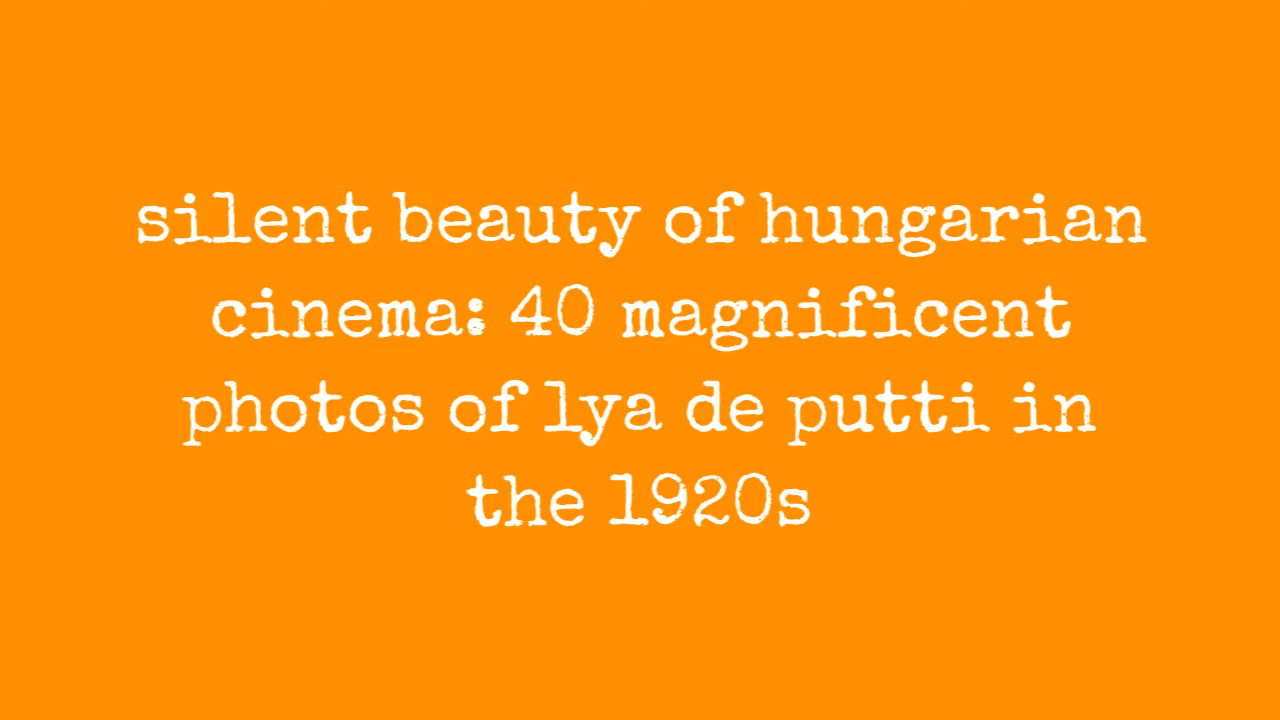 silent beauty of hungarian
cinema: 40 magnificent
photos of lya de putti in
the 1920s